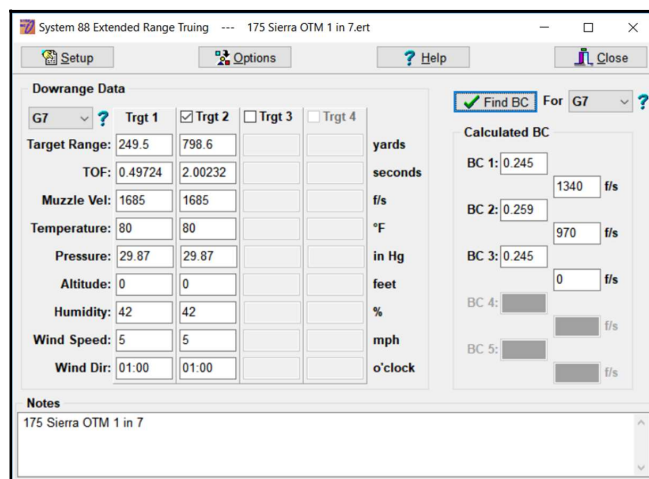 System 88 Extended Range Truing --- 175 Sierra OTM 1 in 7.ert
Setup Options ? Help Close
Dowrange Data
G7 ? Trgt 1 Trgt 2 Trgt 3 Trgt 4
Target Range: 249.5 798.6 yards
TOF: 0.49724 2.00232 seconds
Muzzle Vel: 1685 1685 f/s
Temperature: 80 80 °F
Pressure: 29.87 29.87 in Hg
Altitude: 0 0 feet
Humidity: 42 42 %
Wind Speed: 5 5 mph
Wind Dir: 01:00 01:00 o'clock
Find BC For G7 ?
Calculated BC
BC 1: 0.245
1340 f/s
BC 2: 0.259
970 f/s
BC 3: 0.245
0 f/s
BC 4:
f/s
BC 5:
f/s
Notes
175 Sierra OTM 1 in 7